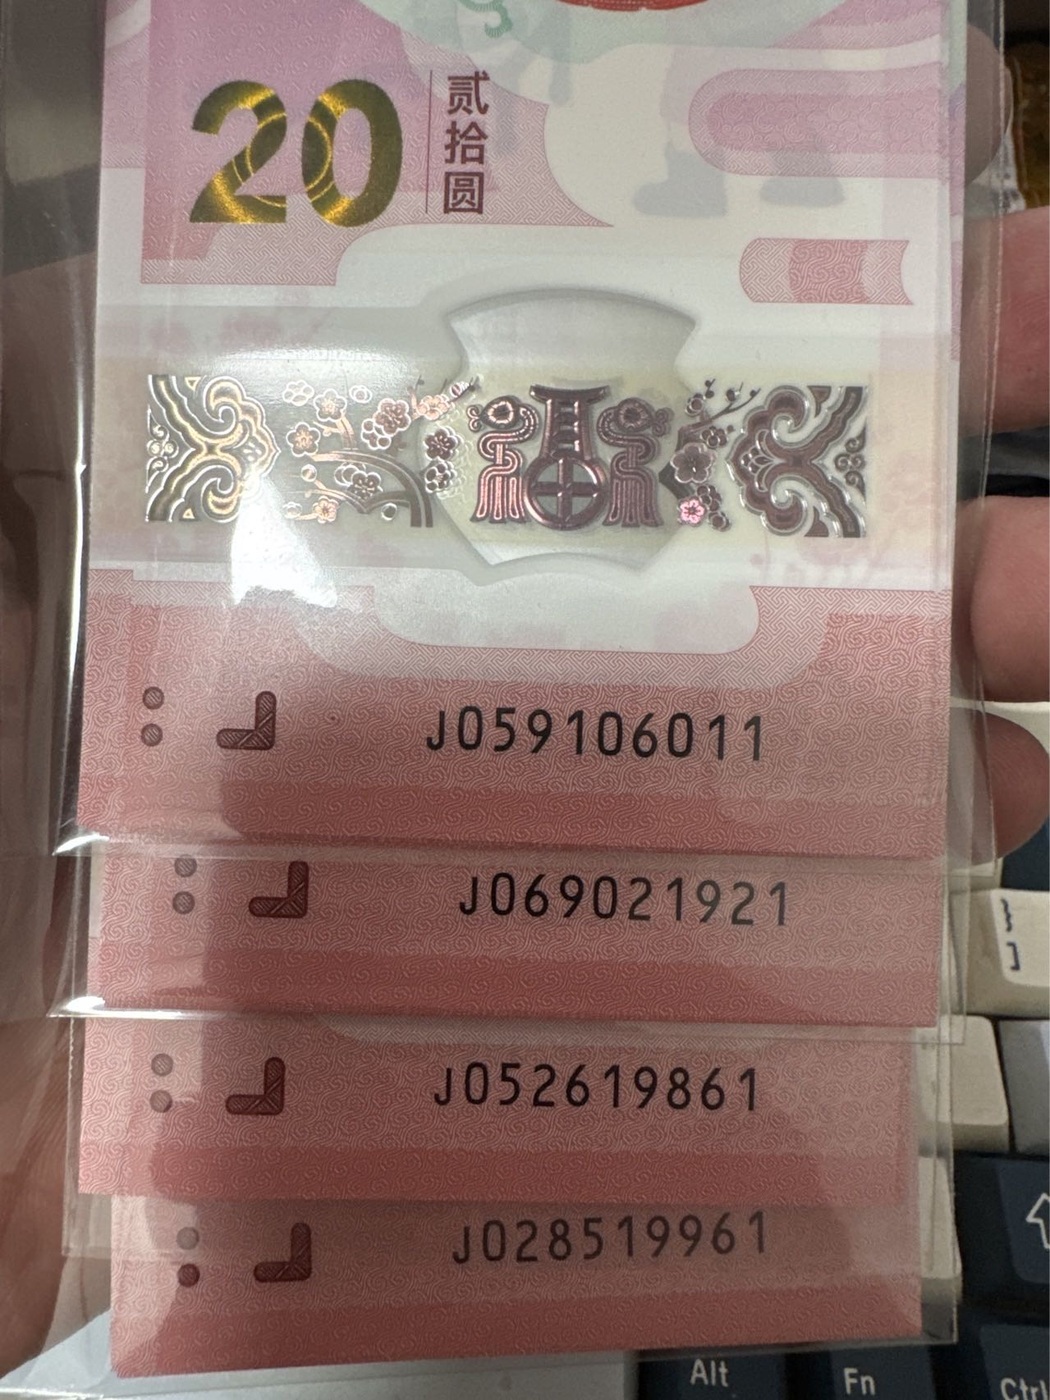 20
贰拾圆
J059106011
J069021921
J052619861
J028519961
}
]
Alt
Fn
Ctrl